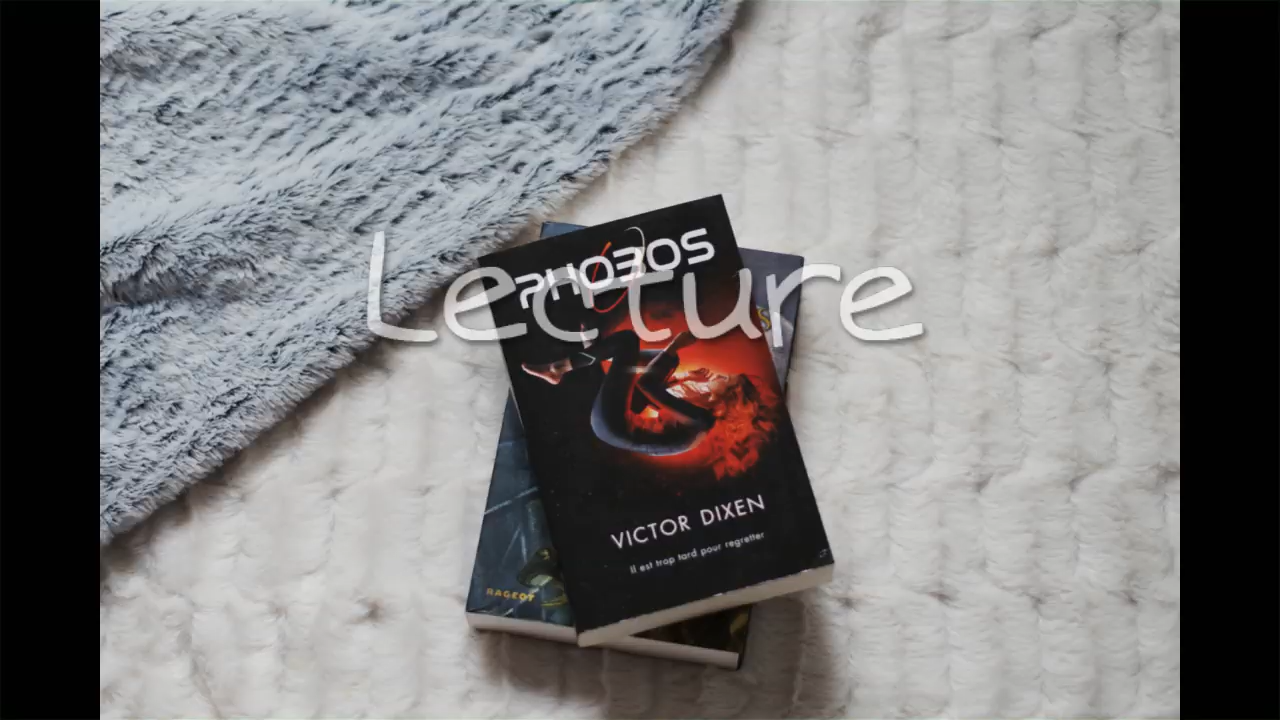 Lecture
PHOBOS
VICTOR DIXEN
Il est trop tard pour regretter
RAGEOT